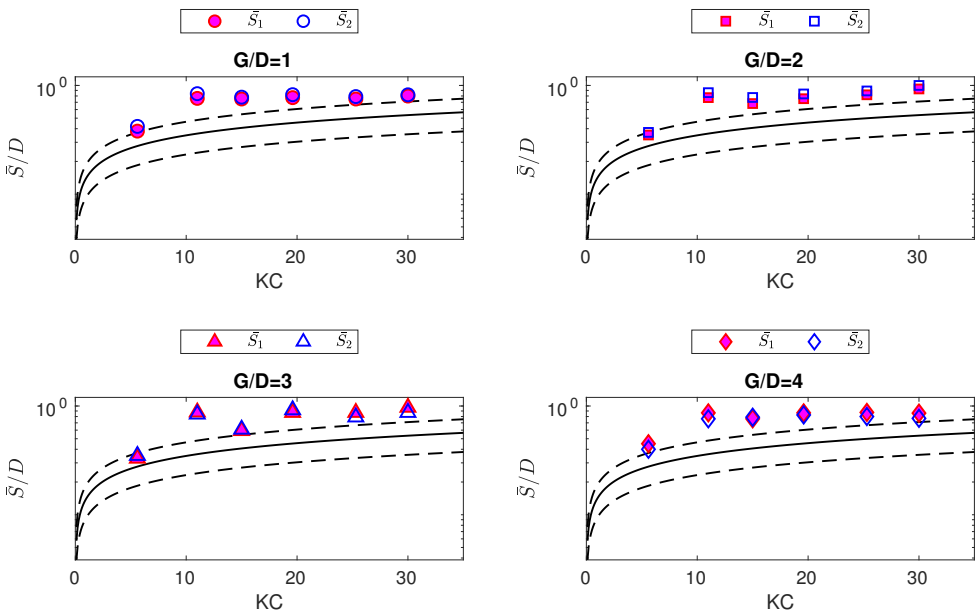 S̄₁ S̄₂
G/D=1
10⁰
S̄/D
0 10 20 30
KC
S̄₁ S̄₂
G/D=2
10⁰
S̄/D
0 10 20 30
KC
S̄₁ S̄₂
G/D=3
10⁰
S̄/D
0 10 20 30
KC
S̄₁ S̄₂
G/D=4
10⁰
S̄/D
0 10 20 30
KC